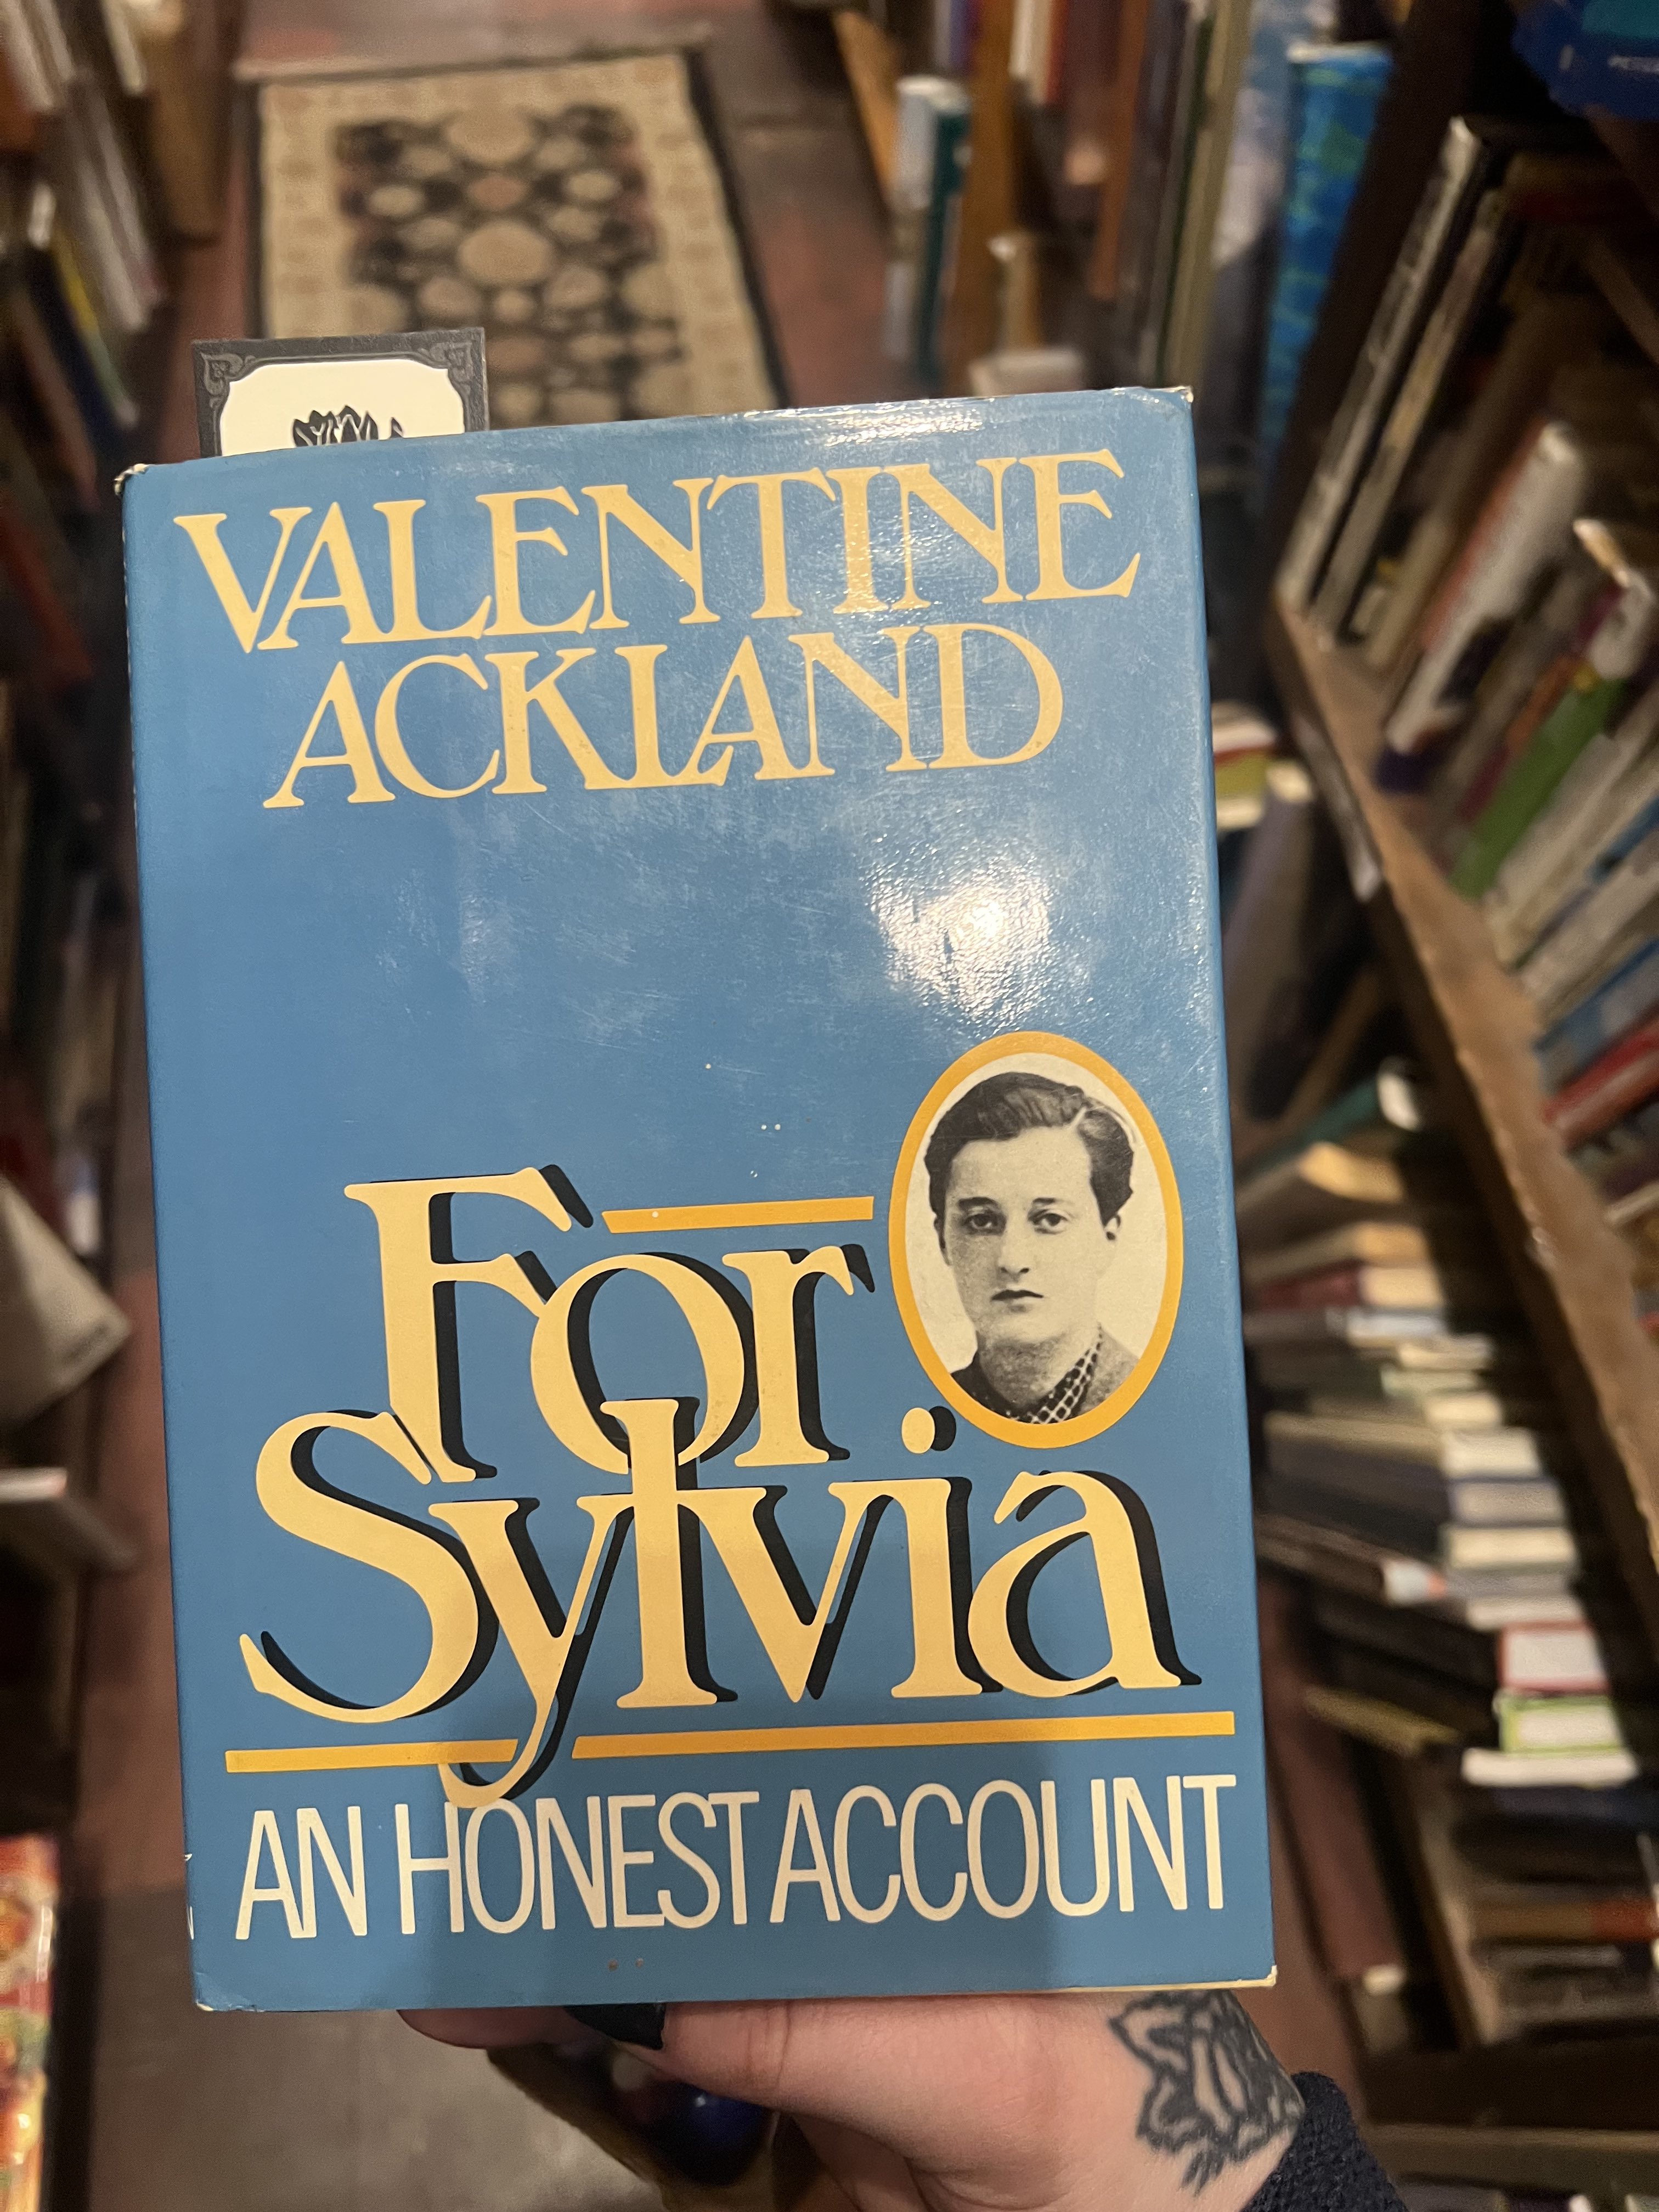 VALENTINE
ACKLAND
For
Sylvia
AN HONEST ACCOUNT